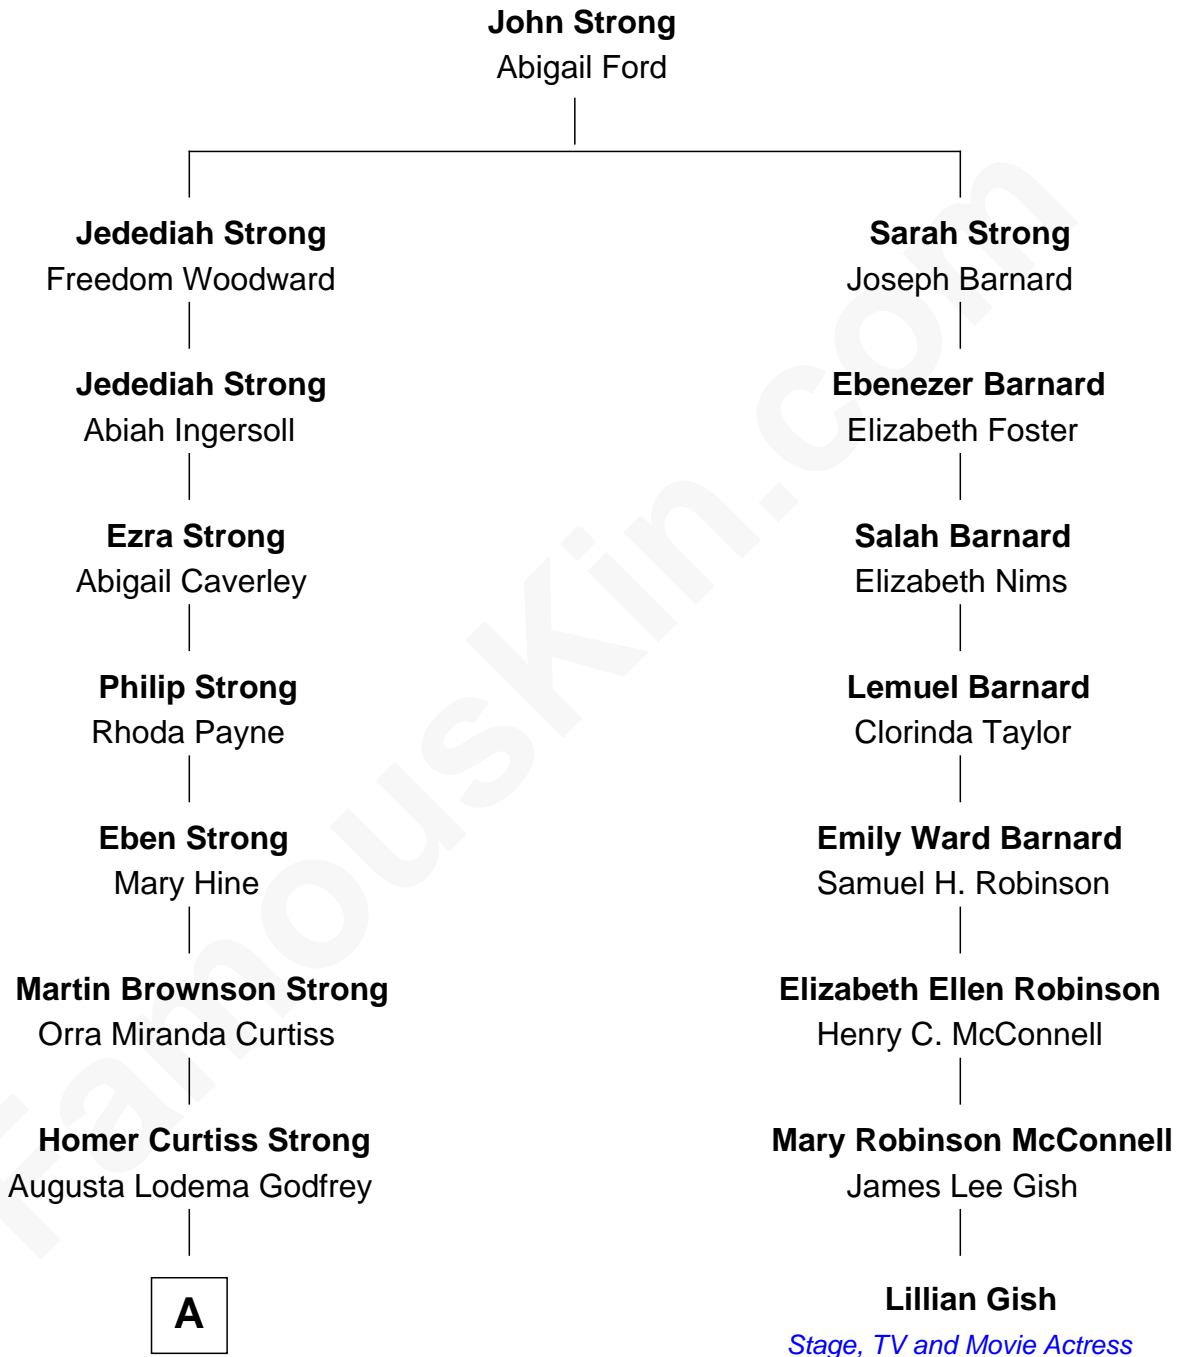 John Strong
Abigail Ford
Jedediah Strong
Freedom Woodward
Sarah Strong
Joseph Barnard
Jedediah Strong
Abiah Ingersoll
Ebenezer Barnard
Elizabeth Foster
Ezra Strong
Abigail Caverley
Salah Barnard
Elizabeth Nims
Philip Strong
Rhoda Payne
Lemuel Barnard
Clorinda Taylor
Eben Strong
Mary Hine
Emily Ward Barnard
Samuel H. Robinson
Martin Brownson Strong
Orra Miranda Curtiss
Elizabeth Ellen Robinson
Henry C. McConnell
Homer Curtiss Strong
Augusta Lodema Godfrey
Mary Robinson McConnell
James Lee Gish
A
Lillian Gish
Stage, TV and Movie Actress
FamousKin.com